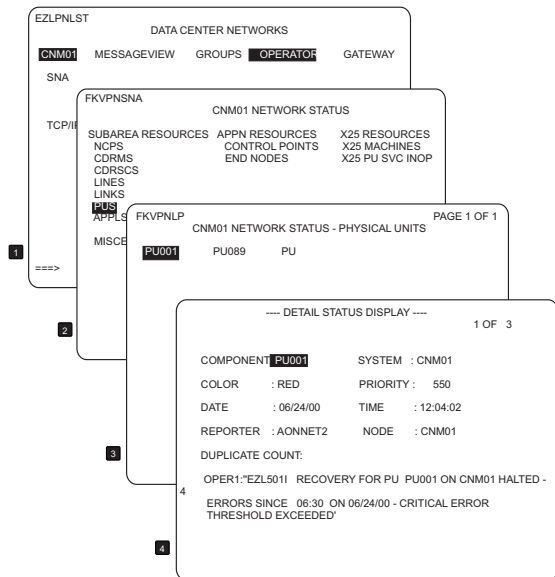 EZLPNLST
DATA CENTER NETWORKS
CNM01 MESSAGEVIEW GROUPS OPERATOR GATEWAY
SNA
TCP/IP
===>
1
FKVPNSNA
CNM01 NETWORK STATUS
SUBAREA RESOURCES APPN RESOURCES X25 RESOURCES
NCPS CONTROL POINTS X25 MACHINES
CDRMS END NODES X25 PU SVC INOP
CDRSCS
LINES
LINKS
PUS
APPLS
MISCE
2
FKVPNLP PAGE 1 OF 1
CNM01 NETWORK STATUS - PHYSICAL UNITS
PU001 PU089 PU
3
---- DETAIL STATUS DISPLAY ----
1 OF 3
COMPONENT PU001 SYSTEM : CNM01
COLOR : RED PRIORITY : 550
DATE : 06/24/00 TIME : 12:04:02
REPORTER : AONNET2 NODE : CNM01
DUPLICATE COUNT:
OPER1:"EZL501I RECOVERY FOR PU PU001 ON CNM01 HALTED -
4
ERRORS SINCE 06:30 ON 06/24/00 - CRITICAL ERROR
THRESHOLD EXCEEDED'
4